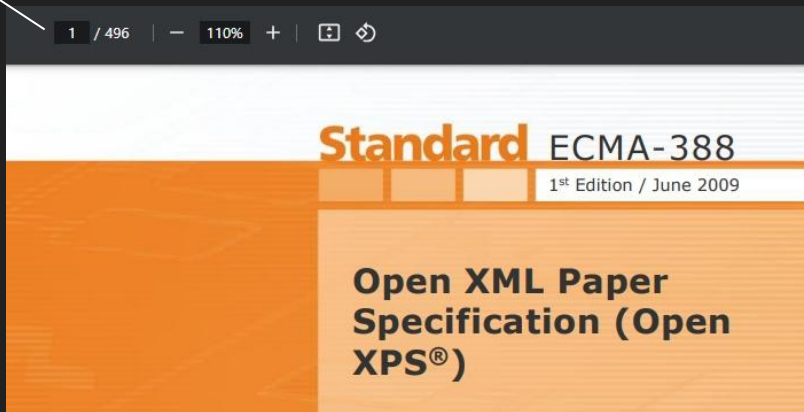 1 / 496 | − 110% + |
Standard ECMA-388
1st Edition / June 2009
Open XML Paper
Specification (Open
XPS®)